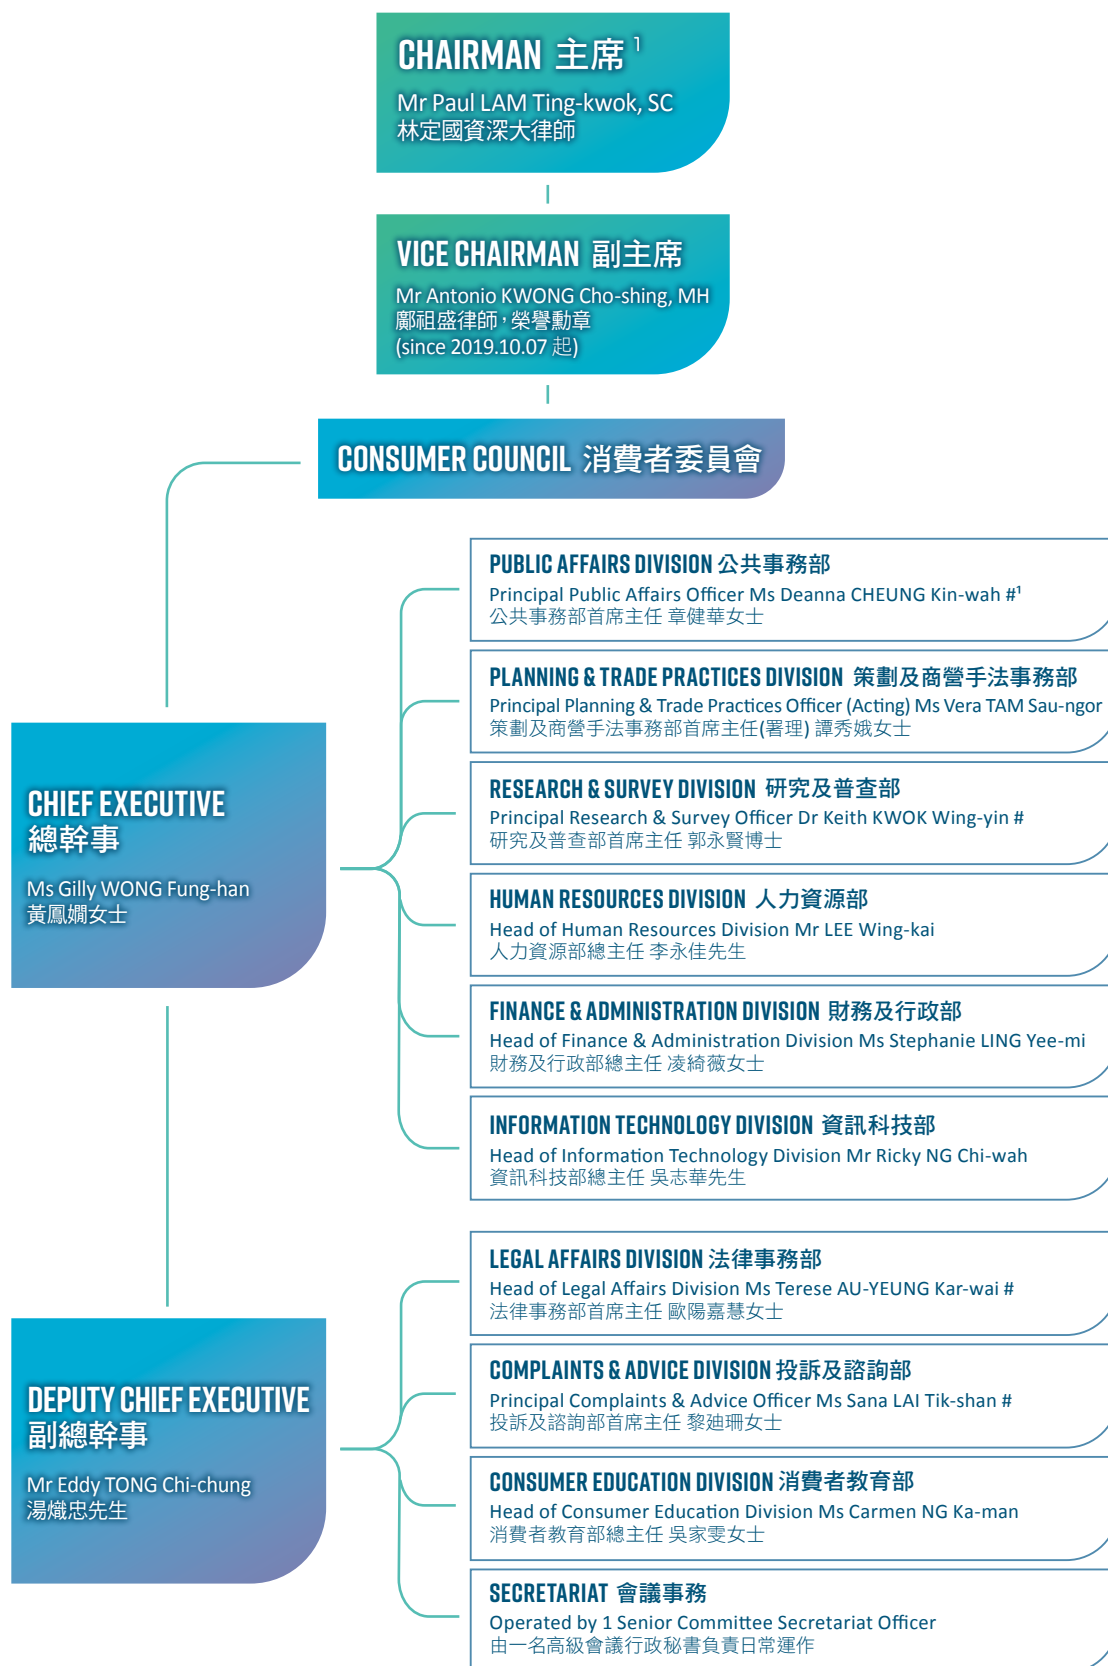 CHAIRMAN 主席 1
Mr Paul LAM Ting-kwok, SC
林定國資深大律師
VICE CHAIRMAN 副主席
Mr Antonio KWONG Cho-shing, MH
鄺祖盛律師，榮譽勳章
(since 2019.10.07 起)
CONSUMER COUNCIL 消費者委員會
CHIEF EXECUTIVE
總幹事
Ms Gilly WONG Fung-han
黃鳳嫺女士
PUBLIC AFFAIRS DIVISION 公共事務部
Principal Public Affairs Officer Ms Deanna CHEUNG Kin-wah #1
公共事務部首席主任 章健華女士
PLANNING & TRADE PRACTICES DIVISION 策劃及商營手法事務部
Principal Planning & Trade Practices Officer (Acting) Ms Vera TAM Sau-ngor
策劃及商營手法事務部首席主任(署理) 譚秀娥女士
RESEARCH & SURVEY DIVISION 研究及普查部
Principal Research & Survey Officer Dr Keith KWOK Wing-yin #
研究及普查部首席主任 郭永賢博士
HUMAN RESOURCES DIVISION 人力資源部
Head of Human Resources Division Mr LEE Wing-kai
人力資源部總主任 李永佳先生
FINANCE & ADMINISTRATION DIVISION 財務及行政部
Head of Finance & Administration Division Ms Stephanie LING Yee-mi
財務及行政部總主任 凌綺薇女士
INFORMATION TECHNOLOGY DIVISION 資訊科技部
Head of Information Technology Division Mr Ricky NG Chi-wah
資訊科技部總主任 吳志華先生
DEPUTY CHIEF EXECUTIVE
副總幹事
Mr Eddy TONG Chi-chung
湯熾忠先生
LEGAL AFFAIRS DIVISION 法律事務部
Head of Legal Affairs Division Ms Terese AU-YEUNG Kar-wai #
法律事務部首席主任 歐陽嘉慧女士
COMPLAINTS & ADVICE DIVISION 投訴及諮詢部
Principal Complaints & Advice Officer Ms Sana LAI Tik-shan #
投訴及諮詢部首席主任 黎廸珊女士
CONSUMER EDUCATION DIVISION 消費者教育部
Head of Consumer Education Division Ms Carmen NG Ka-man
消費者教育部總主任 吳家雯女士
SECRETARIAT 會議事務
Operated by 1 Senior Committee Secretariat Officer
由一名高級會議行政秘書負責日常運作